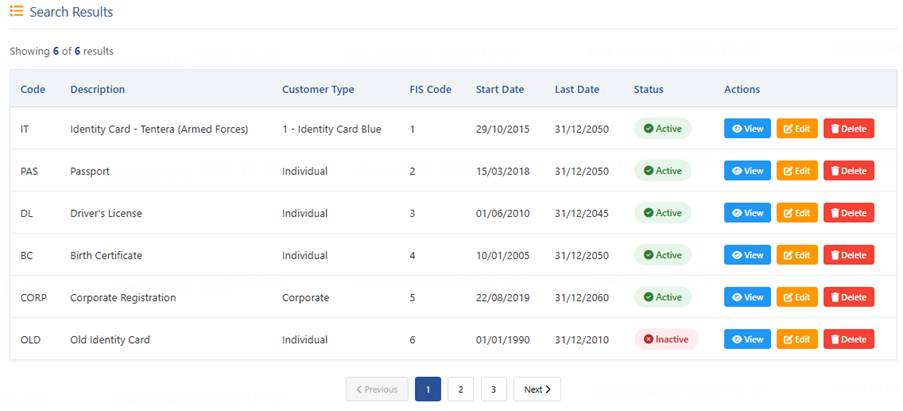 Search Results
Showing 6 of 6 results
Code Description Customer Type FIS Code Start Date Last Date Status Actions
IT Identity Card - Tentera (Armed Forces) 1 - Identity Card Blue 1 29/10/2015 31/12/2050 Active View Edit Delete
PAS Passport Individual 2 15/03/2018 31/12/2050 Active View Edit Delete
DL Driver's License Individual 3 01/06/2010 31/12/2045 Active View Edit Delete
BC Birth Certificate Individual 4 10/01/2005 31/12/2050 Active View Edit Delete
CORP Corporate Registration Corporate 5 22/08/2019 31/12/2060 Active View Edit Delete
OLD Old Identity Card Individual 6 01/01/1990 31/12/2010 Inactive View Edit Delete
Previous 1 2 3 Next